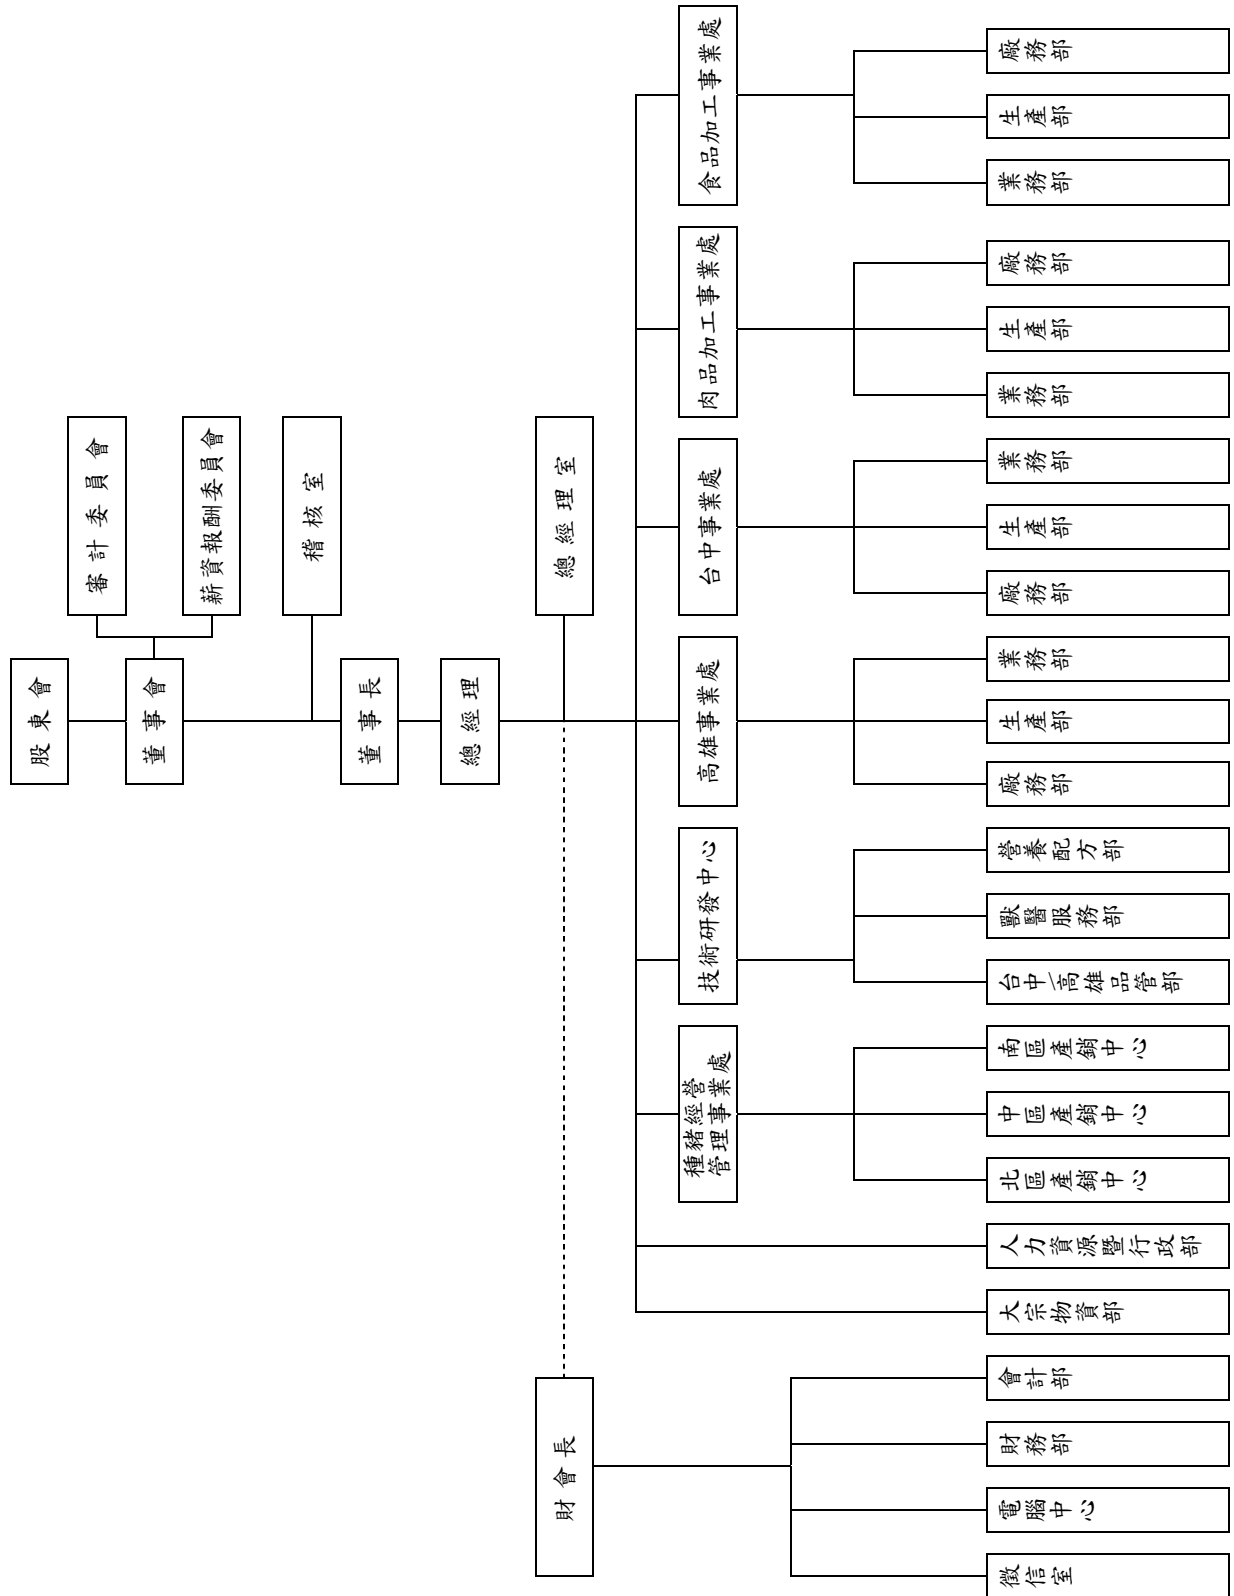 股東會
審計委員會
董事會
薪資報酬委員會
稽核室
董事長
總經理
總經理室
財會長
食品加工事業處
廠務部
生產部
業務部
肉品加工事業處
廠務部
生產部
業務部
台中事業處
業務部
生產部
廠務部
高雄事業處
業務部
生產部
廠務部
技術研發中心
營養配方部
獸醫服務部
台中/高雄品管部
種豬經營
管理事業處
南區產銷中心
中區產銷中心
北區產銷中心
人力資源暨行政部
大宗物資部
會計部
財務部
電腦中心
徵信室